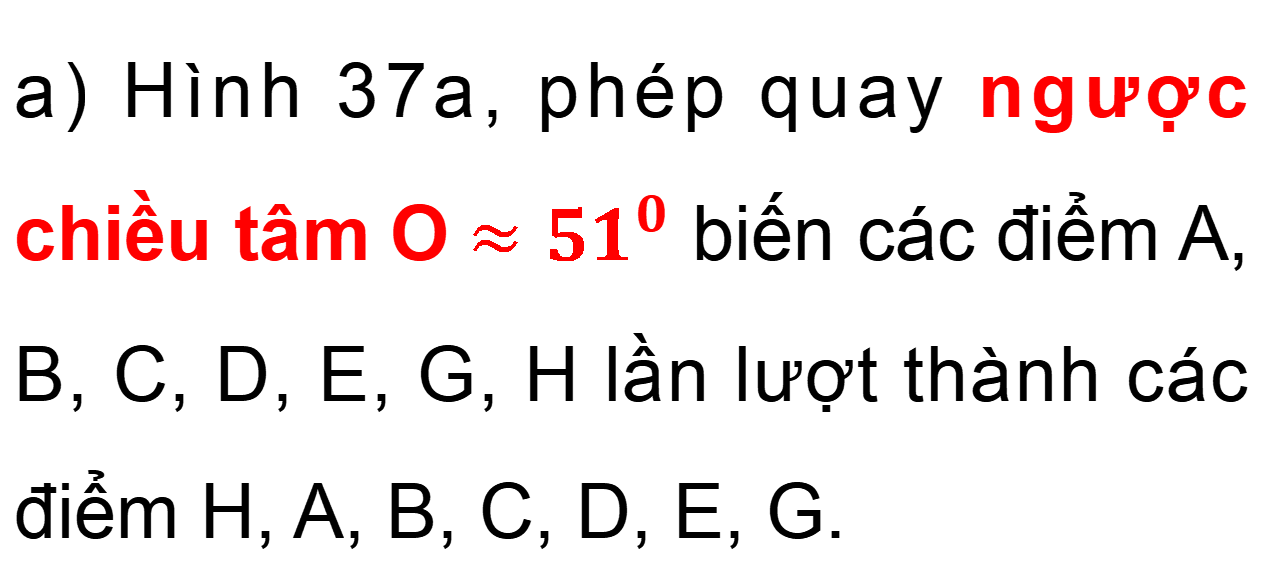 a) Hình 37a, phép quay ngược
chiều tâm O ≈ 51⁰ biến các điểm A,
B, C, D, E, G, H lần lượt thành các
điểm H, A, B, C, D, E, G.